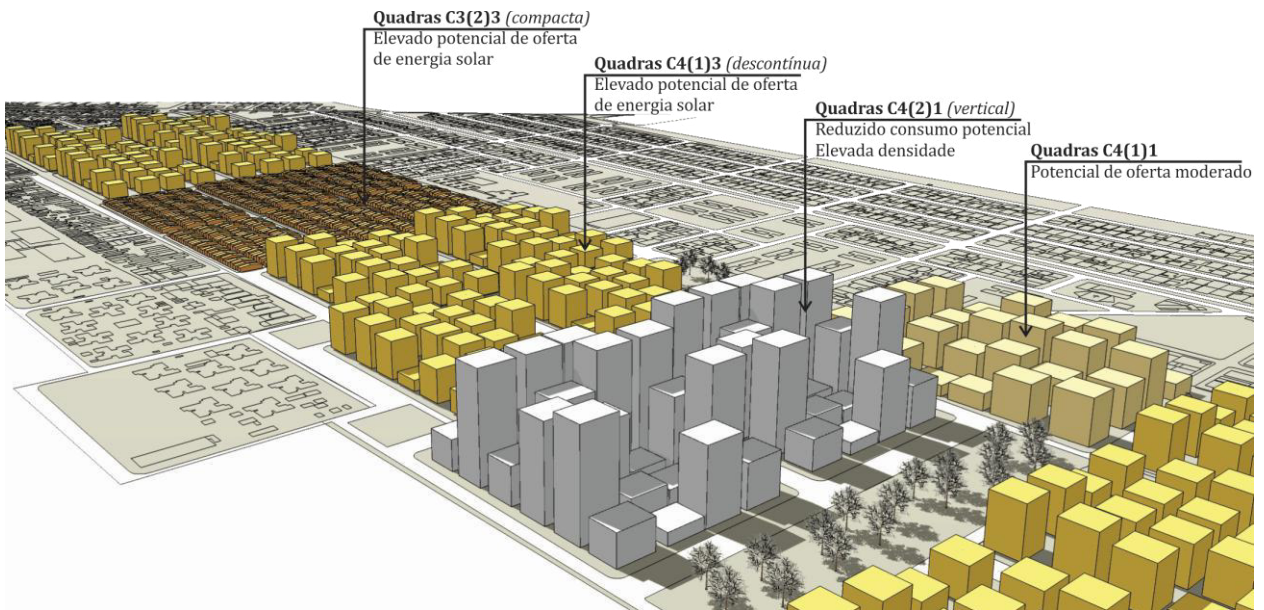 Quadras C3(2)3 (compacta)
Elevado potencial de oferta
de energia solar
Quadras C4(1)3 (descontínua)
Elevado potencial de oferta
de energia solar
Quadras C4(2)1 (vertical)
Reduzido consumo potencial
Elevada densidade
Quadras C4(1)1
Potencial de oferta moderado